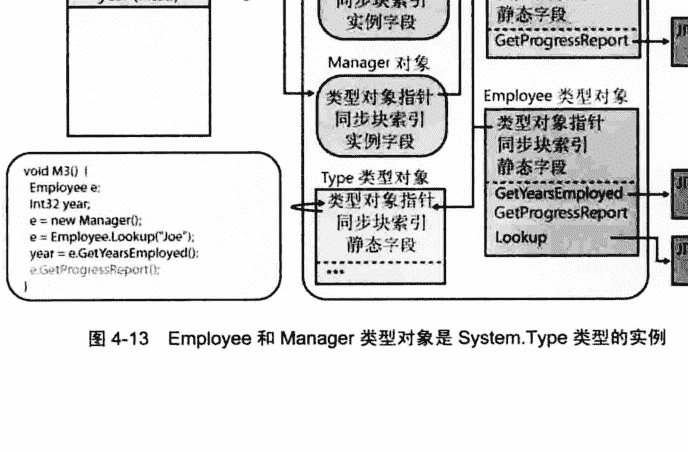 同步块索引
实例字段
静态字段
GetProgressReport
Manager 对象
类型对象指针
同步块索引
实例字段
Employee 类型对象
类型对象指针
同步块索引
静态字段
GetYearsEmployed
GetProgressReport
Lookup
Type 类型对象
类型对象指针
同步块索引
静态字段
...
void M3() {
Employee e;
Int32 year;
e = new Manager();
e = Employee.Lookup("Joe");
year = e.GetYearsEmployed();
e.GetProgressReport();
}
图 4-13 Employee 和 Manager 类型对象是 System.Type 类型的实例